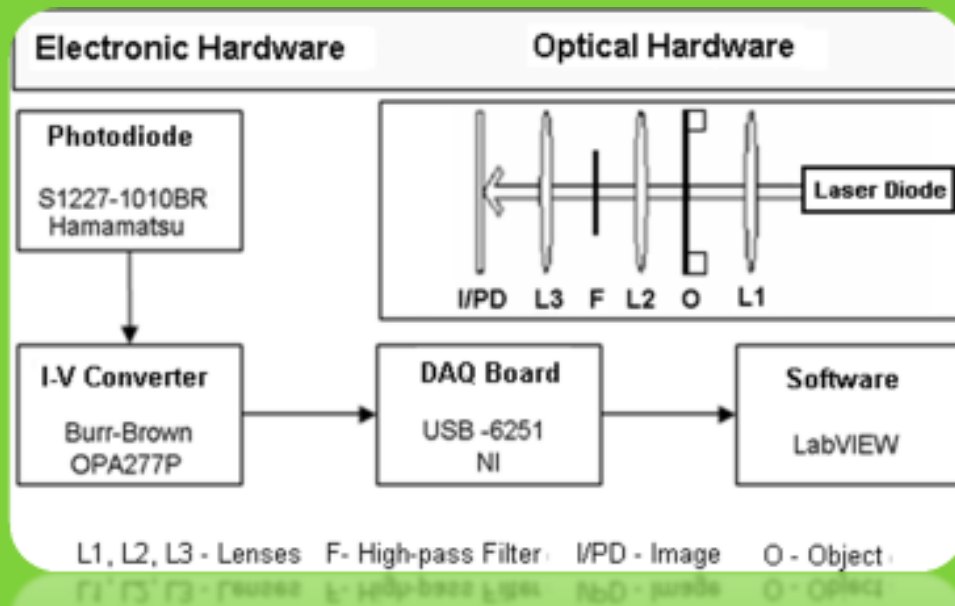 Electronic Hardware
Optical Hardware
Photodiode
S1227-1010BR
Hamamatsu
Laser Diode
I/PD L3 F L2 O L1
I-V Converter
Burr-Brown
OPA277P
DAQ Board
USB -6251
NI
Software
LabVIEW
L1, L2, L3 - Lenses F- High-pass Filter I/PD - Image O - Object